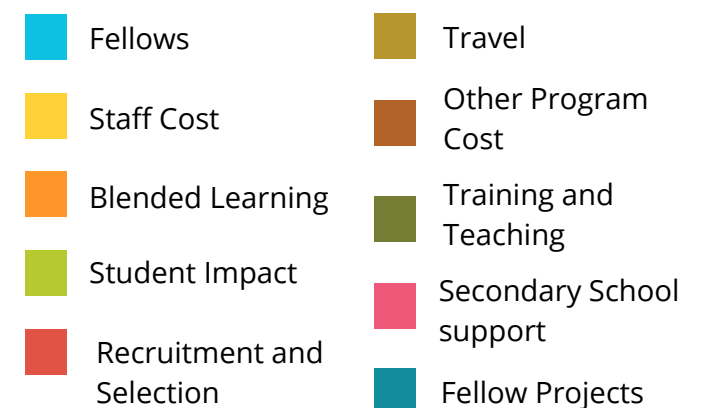 Fellows
Staff Cost
Blended Learning
Student Impact
Recruitment and
Selection
Travel
Other Program
Cost
Training and
Teaching
Secondary School
support
Fellow Projects